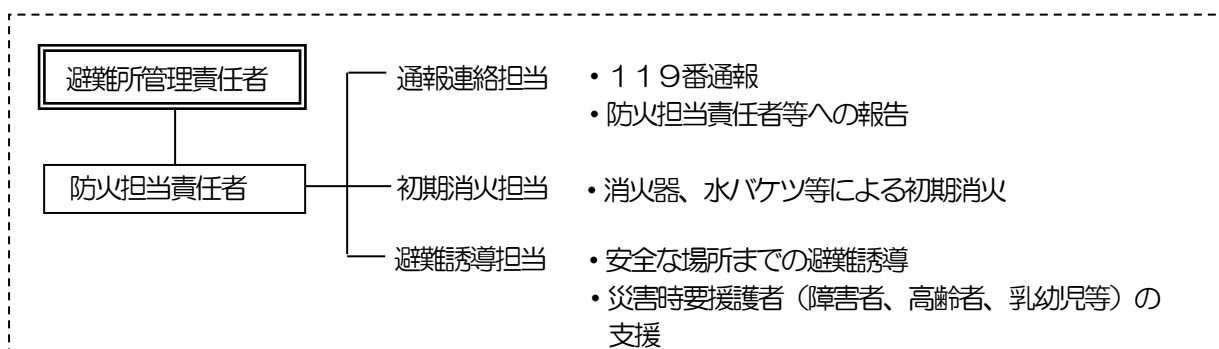 避難所管理責任者
防火担当責任者
通報連絡担当
・１１９番通報
・防火担当責任者等への報告
初期消火担当
・消火器、水バケツ等による初期消火
避難誘導担当
・安全な場所までの避難誘導
・災害時要援護者（障害者、高齢者、乳幼児等）の
支援